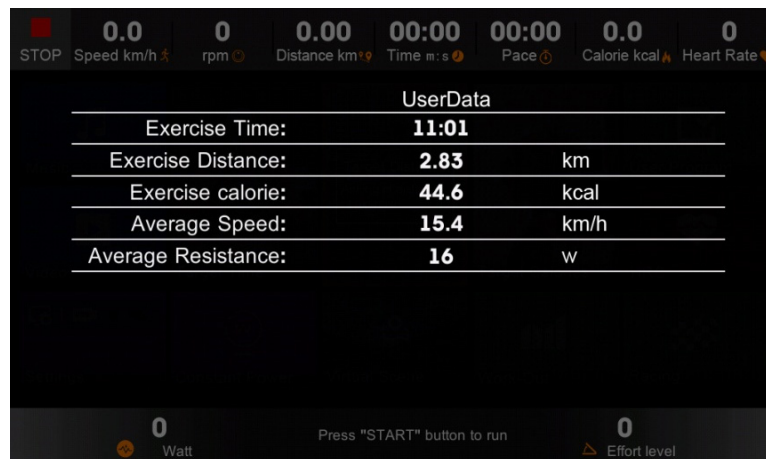 STOP
0.0
Speed km/h
0
rpm
0.00
Distance km
00:00
Time m:s
00:00
Pace
0.0
Calorie kcal
0
Heart Rate
UserData
Exercise Time: 11:01
Exercise Distance: 2.83 km
Exercise calorie: 44.6 kcal
Average Speed: 15.4 km/h
Average Resistance: 16 w
0
Watt
Press "START" button to run
0
Effort level